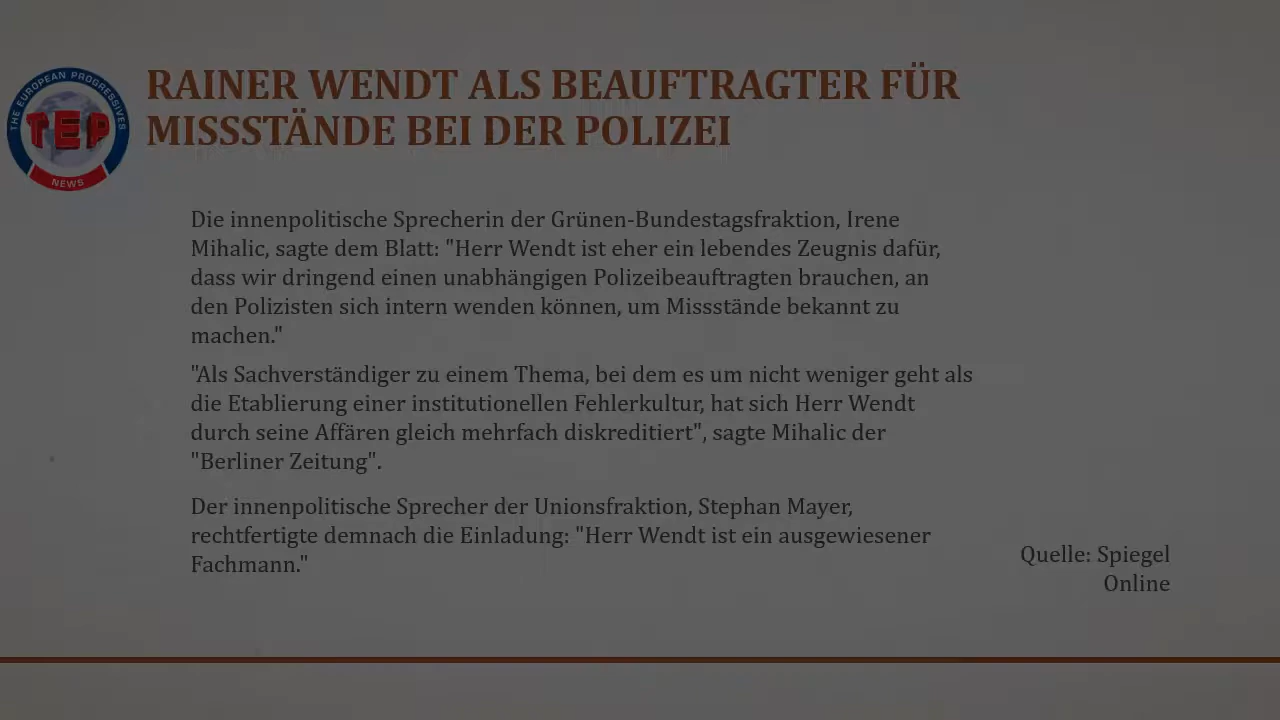 THE EUROPEAN PROGRESSIVES
TEP
NEWS
RAINER WENDT ALS BEAUFTRAGTER FÜR
MISSSTÄNDE BEI DER POLIZEI
Die innenpolitische Sprecherin der Grünen-Bundestagsfraktion, Irene
Mihalic, sagte dem Blatt: "Herr Wendt ist eher ein lebendes Zeugnis dafür,
dass wir dringend einen unabhängigen Polizeibeauftragten brauchen, an
den Polizisten sich intern wenden können, um Missstände bekannt zu
machen."
"Als Sachverständiger zu einem Thema, bei dem es um nicht weniger geht als
die Etablierung einer institutionellen Fehlerkultur, hat sich Herr Wendt
durch seine Affären gleich mehrfach diskreditiert", sagte Mihalic der
"Berliner Zeitung".
Der innenpolitische Sprecher der Unionsfraktion, Stephan Mayer,
rechtfertigte demnach die Einladung: "Herr Wendt ist ein ausgewiesener
Fachmann."
Quelle: Spiegel
Online